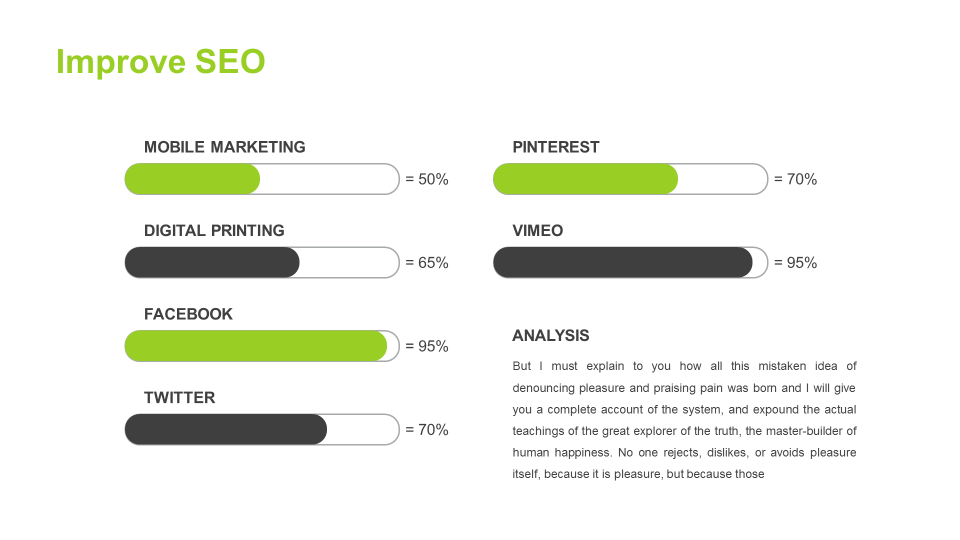 Improve SEO
MOBILE MARKETING
= 50%
DIGITAL PRINTING
= 65%
FACEBOOK
= 95%
TWITTER
= 70%
PINTEREST
= 70%
VIMEO
= 95%
ANALYSIS
But I must explain to you how all this mistaken idea of
denouncing pleasure and praising pain was born and I will give
you a complete account of the system, and expound the actual
teachings of the great explorer of the truth, the master-builder of
human happiness. No one rejects, dislikes, or avoids pleasure
itself, because it is pleasure, but because those